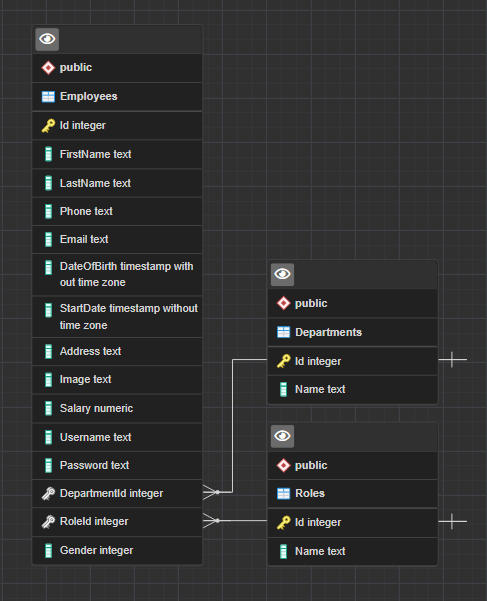 public
Employees
Id integer
FirstName text
LastName text
Phone text
Email text
DateOfBirth timestamp with
out time zone
StartDate timestamp without
time zone
Address text
Image text
Salary numeric
Username text
Password text
DepartmentId integer
RoleId integer
Gender integer
public
Departments
Id integer
Name text
public
Roles
Id integer
Name text